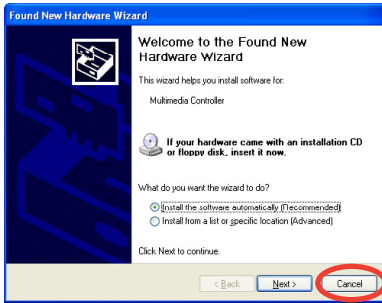 Found New Hardware Wizard
Welcome to the Found New
Hardware Wizard
This wizard helps you install software for:
Multimedia Controller
If your hardware came with an installation CD
or floppy disk, insert it now.
What do you want the wizard to do?
Install the software automatically (Recommended)
Install from a list or specific location (Advanced)
Click Next to continue.
< Back
Next >
Cancel